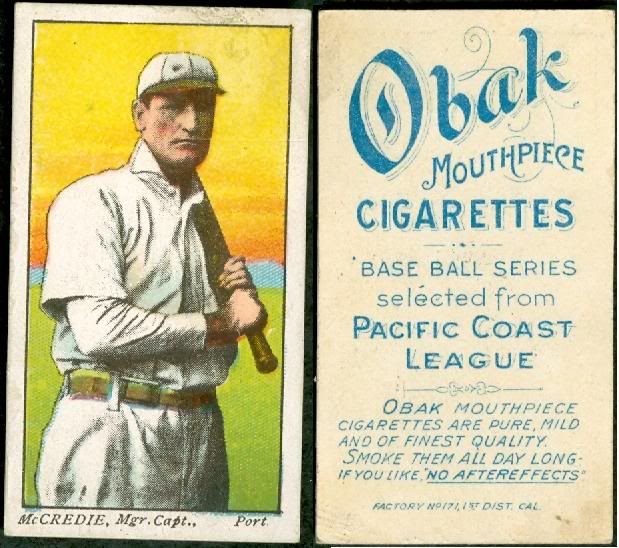 McCREDIE, Mgr. Capt., Port
Obak
MOUTHPIECE
CIGARETTES
BASE BALL SERIES
selected from
PACIFIC COAST
LEAGUE
OBAK MOUTHPIECE
CIGARETTES ARE PURE, MILD
AND OF FINEST QUALITY.
SMOKE THEM ALL DAY LONG-
IF YOU LIKE, "NO AFTEREFFECTS"
FACTORY NO 171, 1ST DIST. CAL.